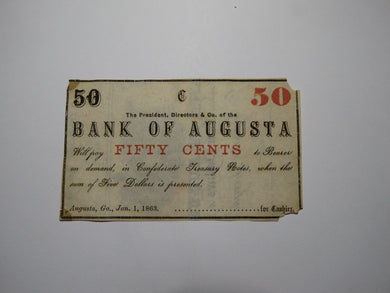 50 C 50
The President, Directors & Co. of the
BANK OF AUGUSTA
Will pay FIFTY CENTS to Bearer
on demand, in Confederate Treasury Notes, when the
sum of Five Dollars is presented.
Augusta, Ga., Jan. 1, 1863. ........................for Cashier.